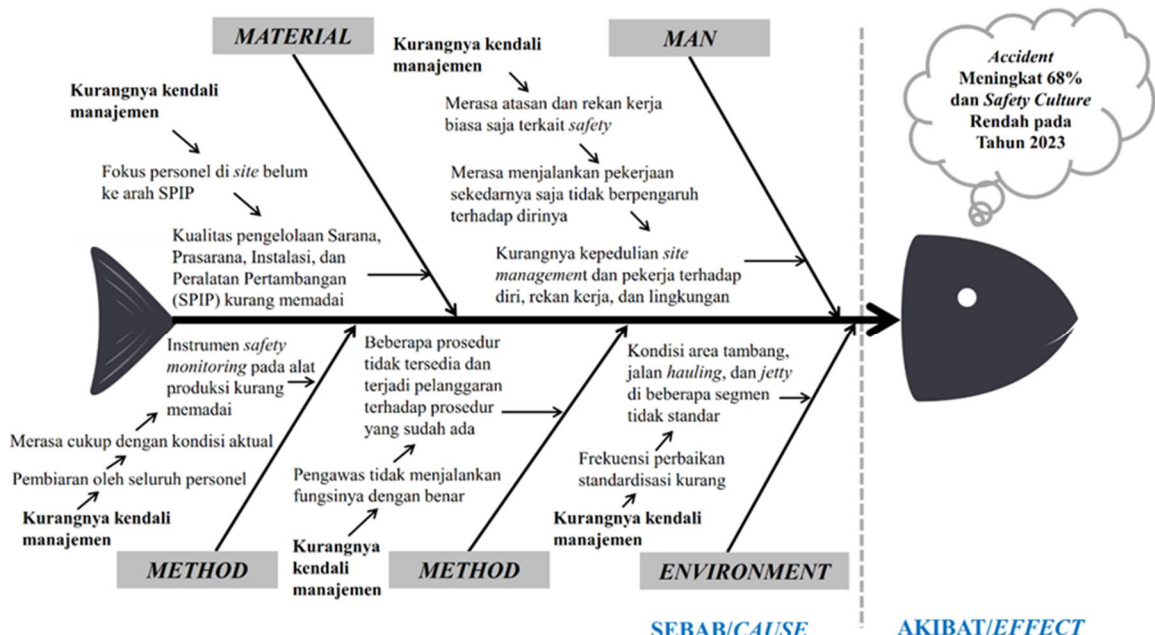 MATERIAL
Kurangnya kendali
manajemen
Fokus personel di site belum
ke arah SPIP
Kualitas pengelolaan Sarana,
Prasarana, Instalasi, dan
Peralatan Pertambangan
(SPIP) kurang memadai
Kurangnya kendali
manajemen
MAN
Merasa atasan dan rekan kerja
biasa saja terkait safety
Merasa menjalankan pekerjaan
sekedarnya saja tidak berpengaruh
terhadap dirinya
Kurangnya kepedulian site
management dan pekerja terhadap
diri, rekan kerja, dan lingkungan
Accident
Meningkat 68%
dan Safety Culture
Rendah pada
Tahun 2023
Instrumen safety
monitoring pada alat
produksi kurang
memadai
Merasa cukup dengan kondisi aktual
Pembiaran oleh seluruh personel
Kurangnya kendali
manajemen
METHOD
Beberapa prosedur
tidak tersedia dan
terjadi pelanggaran
terhadap prosedur
yang sudah ada
Pengawas tidak menjalankan
fungsinya dengan benar
Kurangnya
kendali
manajemen
METHOD
Kondisi area tambang,
jalan hauling, dan jetty
di beberapa segmen
tidak standar
Frekuensi perbaikan
standardisasi kurang
Kurangnya kendali
manajemen
ENVIRONMENT
SEBAB/CAUSE
AKIBAT/EFFECT